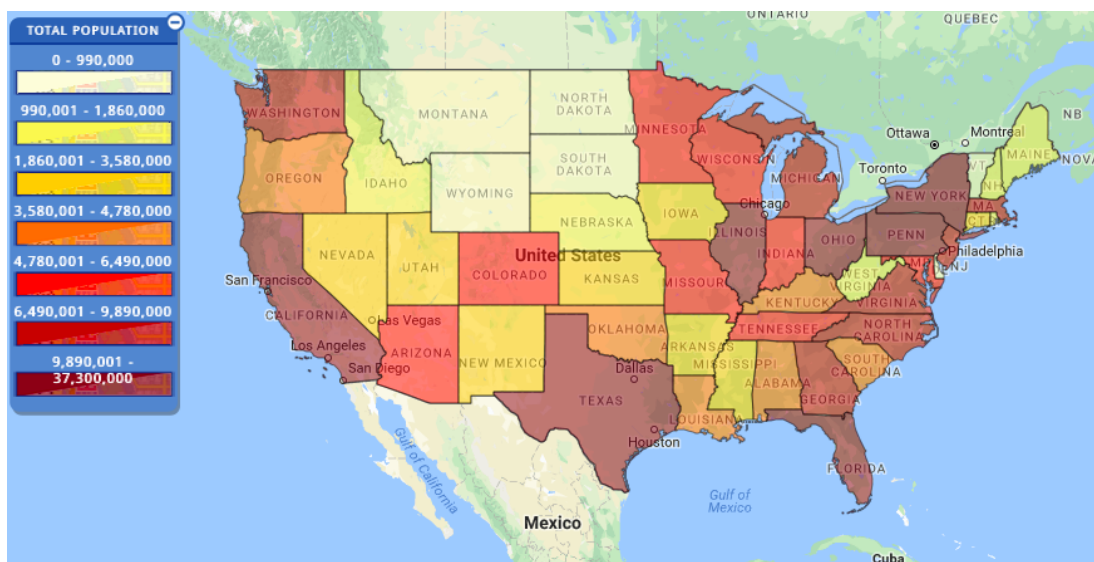 TOTAL POPULATION
0 - 990,000
990,001 - 1,860,000
1,860,001 - 3,580,000
3,580,001 - 4,780,000
4,780,001 - 6,490,000
6,490,001 - 9,890,000
9,890,001 -
37,300,000
ONTARIO
QUEBEC
NB
NOVA
Ottawa
Montreal
Toronto
WASHINGTON
MONTANA
NORTH
DAKOTA
MINNESOTA
MAINE
VT
NH
OREGON
IDAHO
WYOMING
SOUTH
DAKOTA
WISCONSIN
MICHIGAN
NEW YORK
MA
CT
NEBRASKA
IOWA
Chicago
ILLINOIS
INDIANA
OHIO
PENN
Philadelphia
NJ
NEVADA
UTAH
COLORADO
United States
KANSAS
MISSOURI
WEST
VIRGINIA
VIRGINIA
KENTUCKY
San Francisco
CALIFORNIA
Las Vegas
Los Angeles
San Diego
ARIZONA
NEW MEXICO
OKLAHOMA
ARKANSAS
TENNESSEE
NORTH
CAROLINA
SOUTH
CAROLINA
MISSISSIPPI
ALABAMA
GEORGIA
Dallas
TEXAS
LOUISIANA
Houston
FLORIDA
Gulf of California
Gulf of
Mexico
Mexico
Cuba